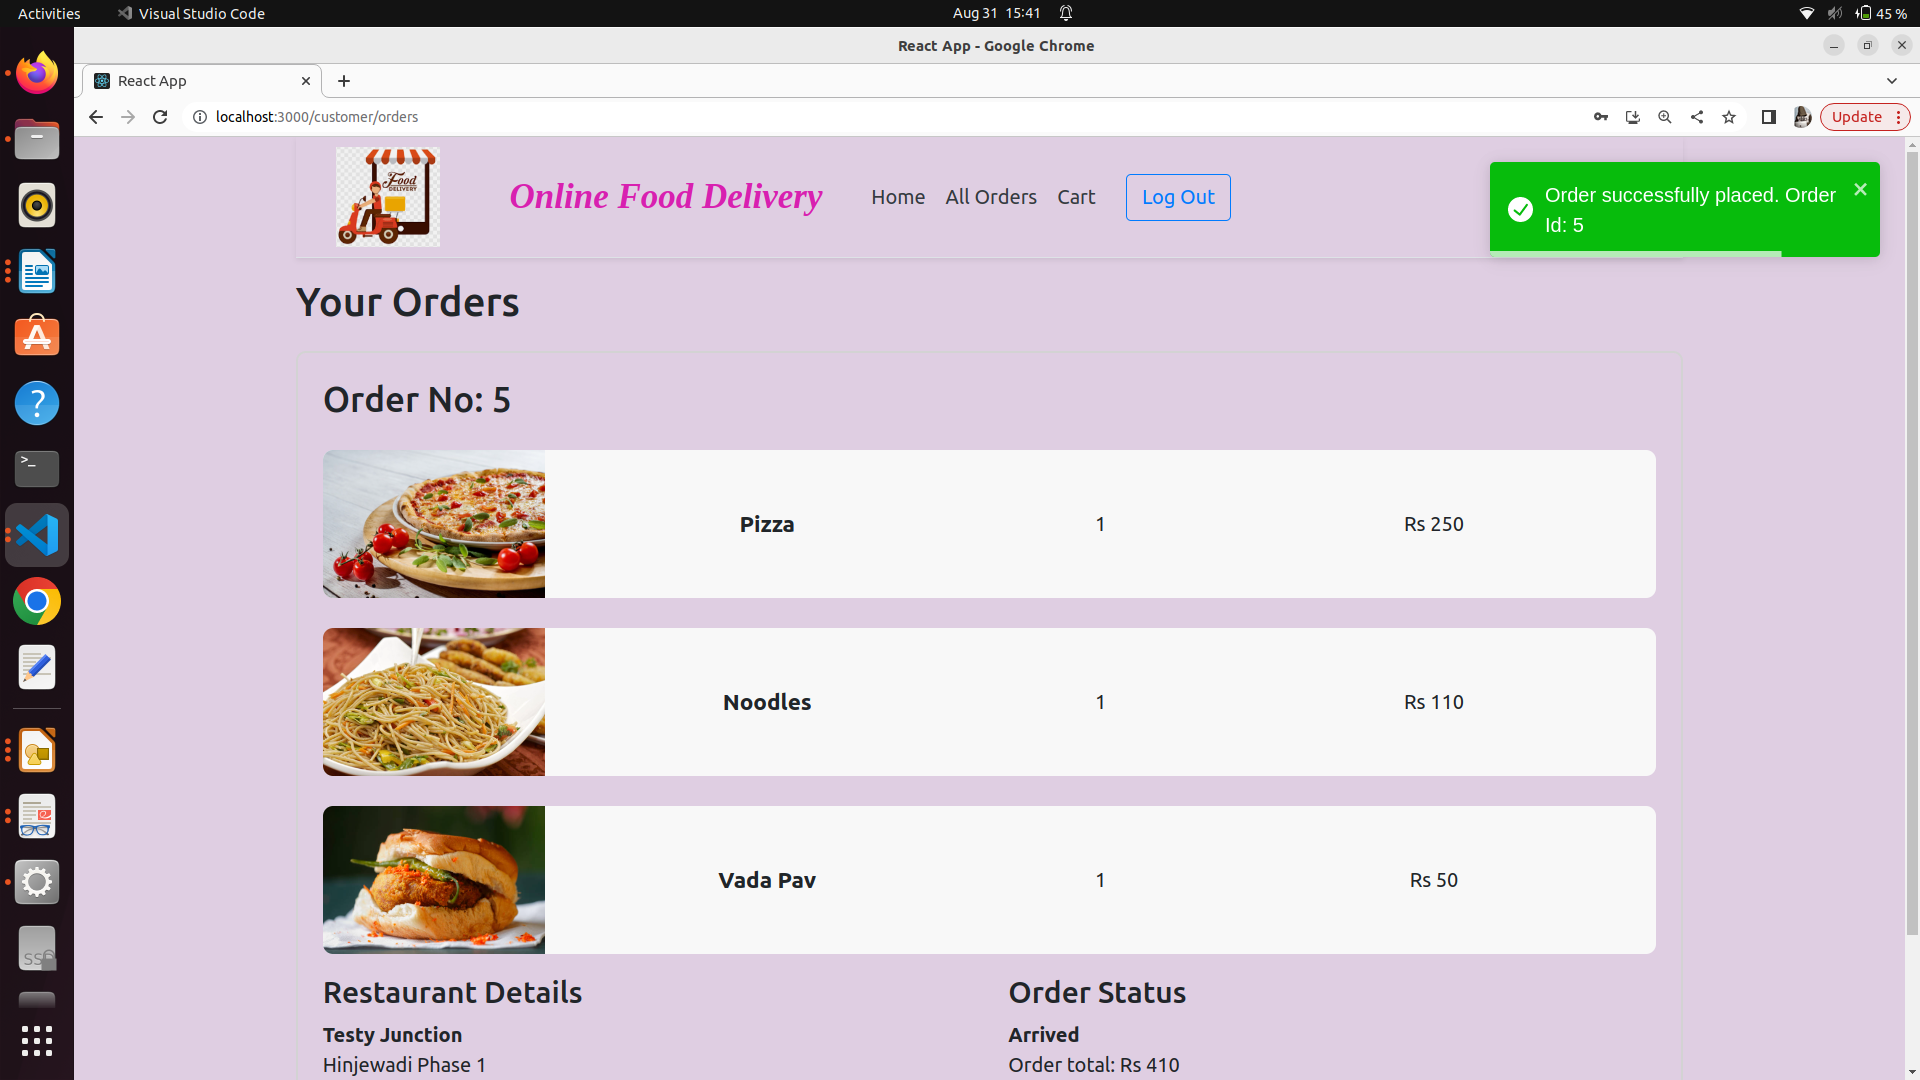 Activities
Visual Studio Code
Aug 31 15:41
45 %
React App - Google Chrome
React App
localhost:3000/customer/orders
Update
Food
DELIVERY
Online Food Delivery
Home
All Orders
Cart
Log Out
Order successfully placed. Order
Id: 5
Your Orders
Order No: 5
Pizza
1
Rs 250
Noodles
1
Rs 110
Vada Pav
1
Rs 50
Restaurant Details
Testy Junction
Hinjewadi Phase 1
Order Status
Arrived
Order total: Rs 410